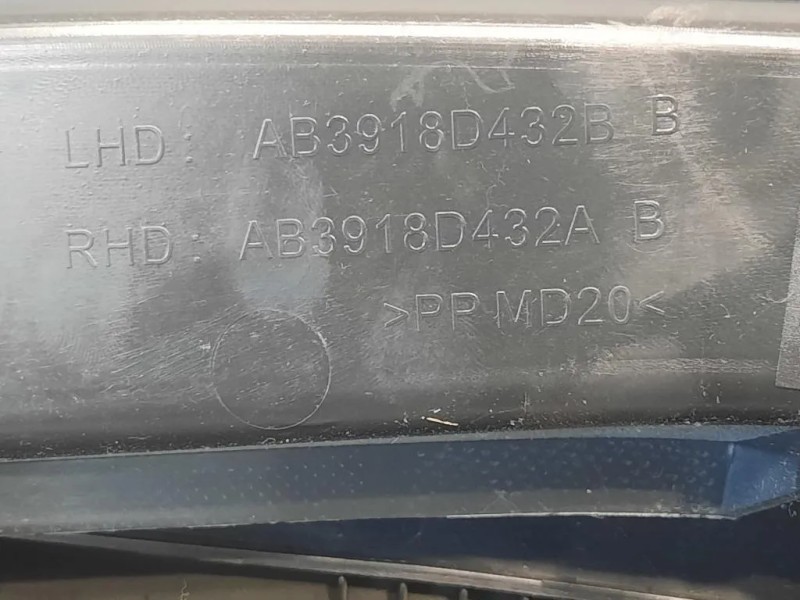 LHD: AB3918D432B B
RHD: AB3918D432A B
>PP MD20<